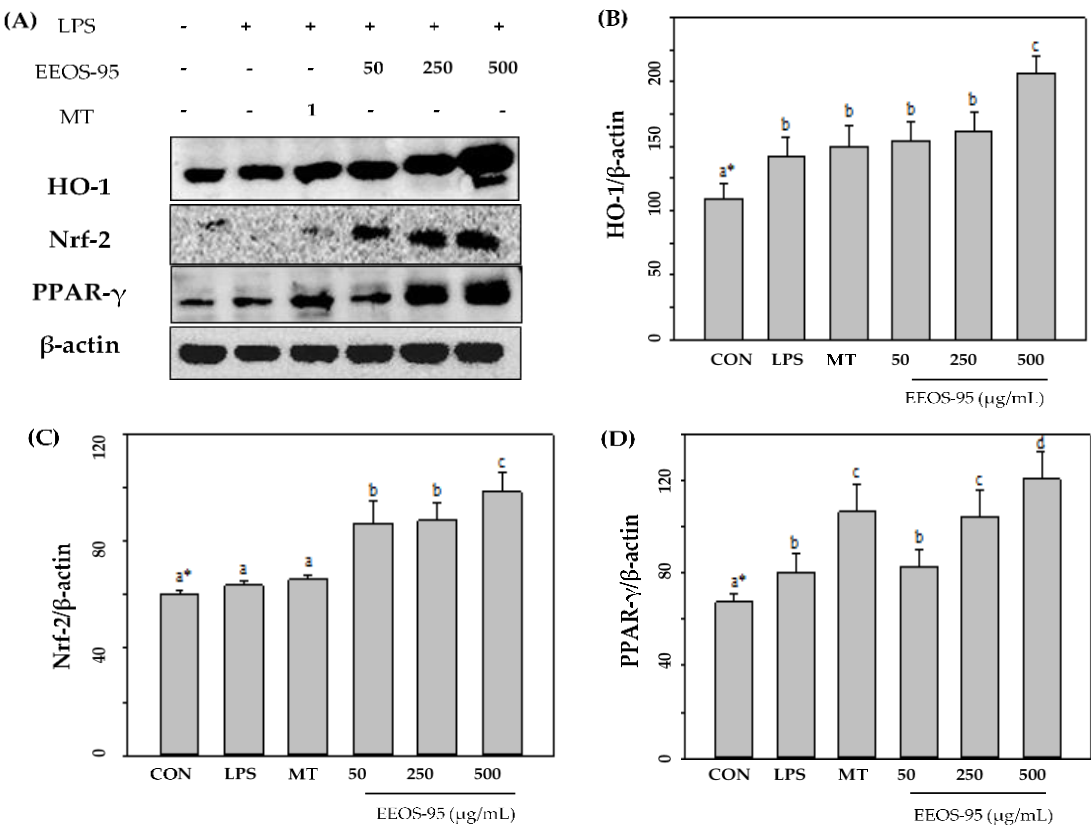 (A) LPS - + + + + +
EEOS-95 - - - 50 250 500
MT - - 1 - - -
HO-1
Nrf-2
PPAR-γ
β-actin
(B)
HO-1/β-actin
200
150
100
50
0
a* b b b b c
CON LPS MT 50 250 500
EEOS-95 (µg/mL)
(C)
Nrf-2/β-actin
120
80
40
0
a* a a b b c
CON LPS MT 50 250 500
EEOS-95 (µg/mL)
(D)
PPAR-γ/β-actin
120
80
40
0
a* b c b c d
CON LPS MT 50 250 500
EEOS-95 (µg/mL)